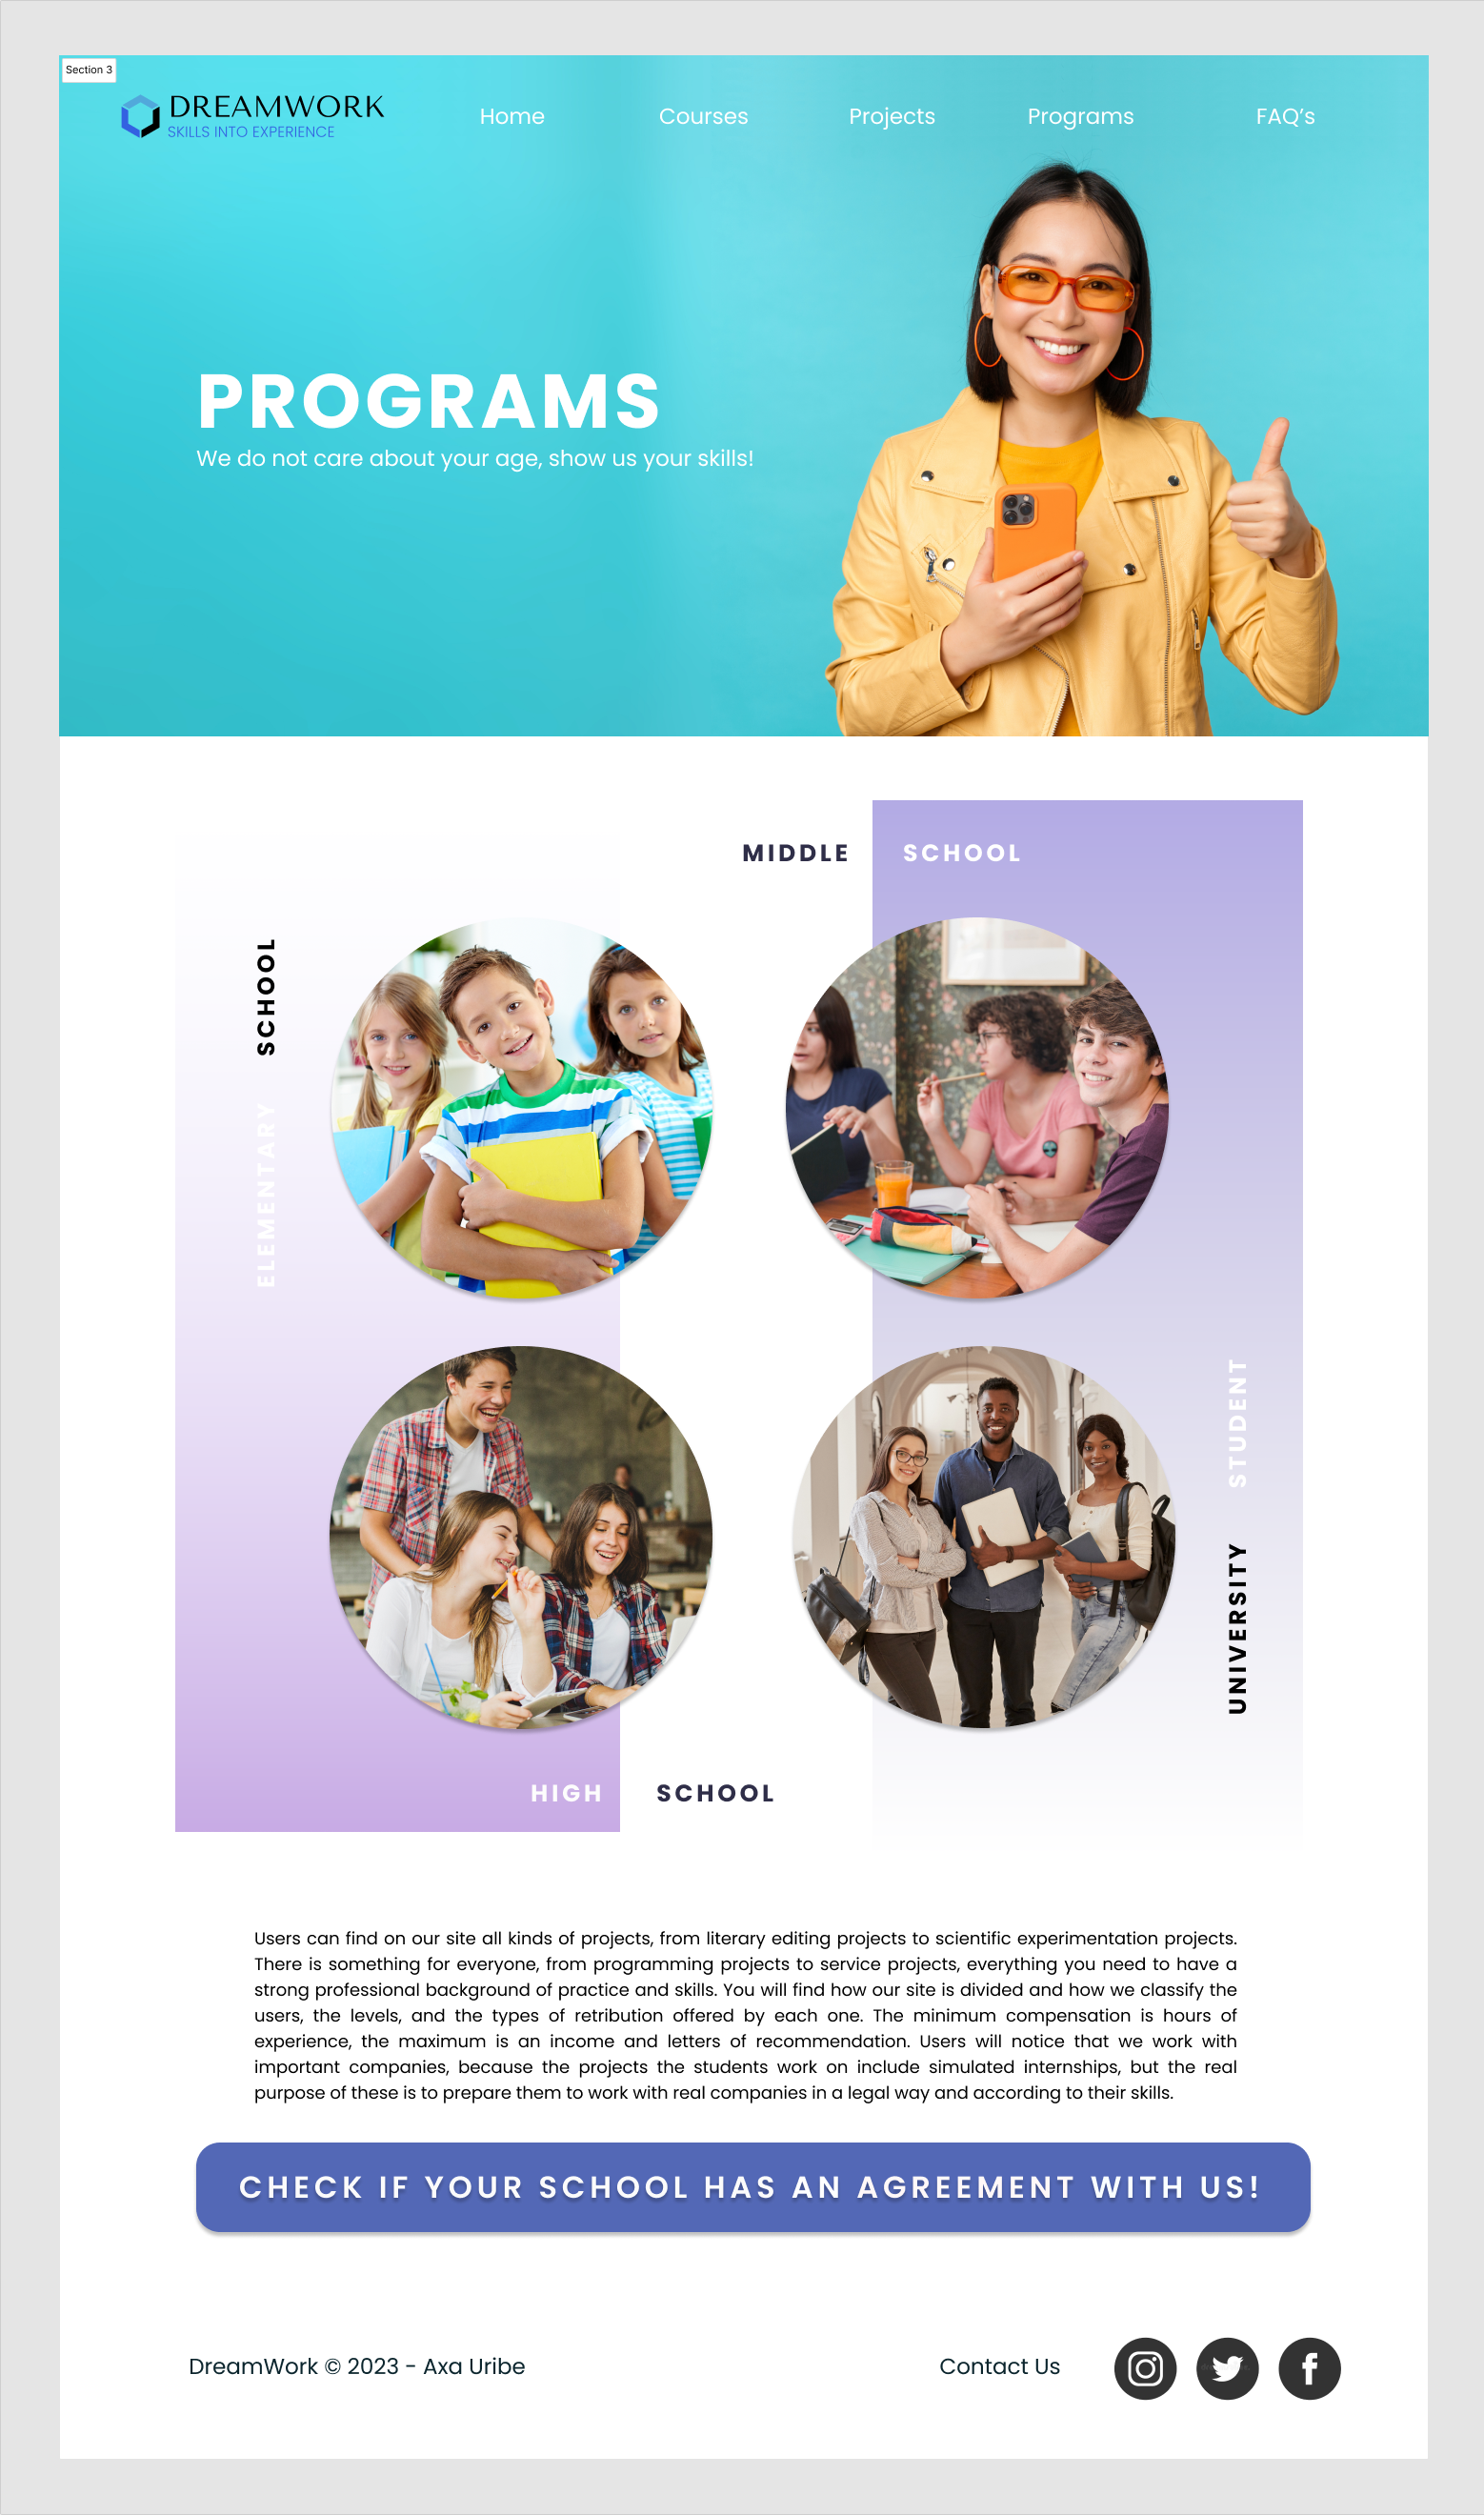 Section 3
DREAMWORK
SKILLS INTO EXPERIENCE
Home Courses Projects Programs FAQ’s
PROGRAMS
We do not care about your age, show us your skills!
MIDDLE SCHOOL
ELEMENTARY SCHOOL
UNIVERSITY STUDENT
HIGH SCHOOL
Users can find on our site all kinds of projects, from literary editing projects to scientific experimentation projects.
There is something for everyone, from programming projects to service projects, everything you need to have a
strong professional background of practice and skills. You will find how our site is divided and how we classify the
users, the levels, and the types of retribution offered by each one. The minimum compensation is hours of
experience, the maximum is an income and letters of recommendation. Users will notice that we work with
important companies, because the projects the students work on include simulated internships, but the real
purpose of these is to prepare them to work with real companies in a legal way and according to their skills.
CHECK IF YOUR SCHOOL HAS AN AGREEMENT WITH US!
DreamWork © 2023 - Axa Uribe
Contact Us